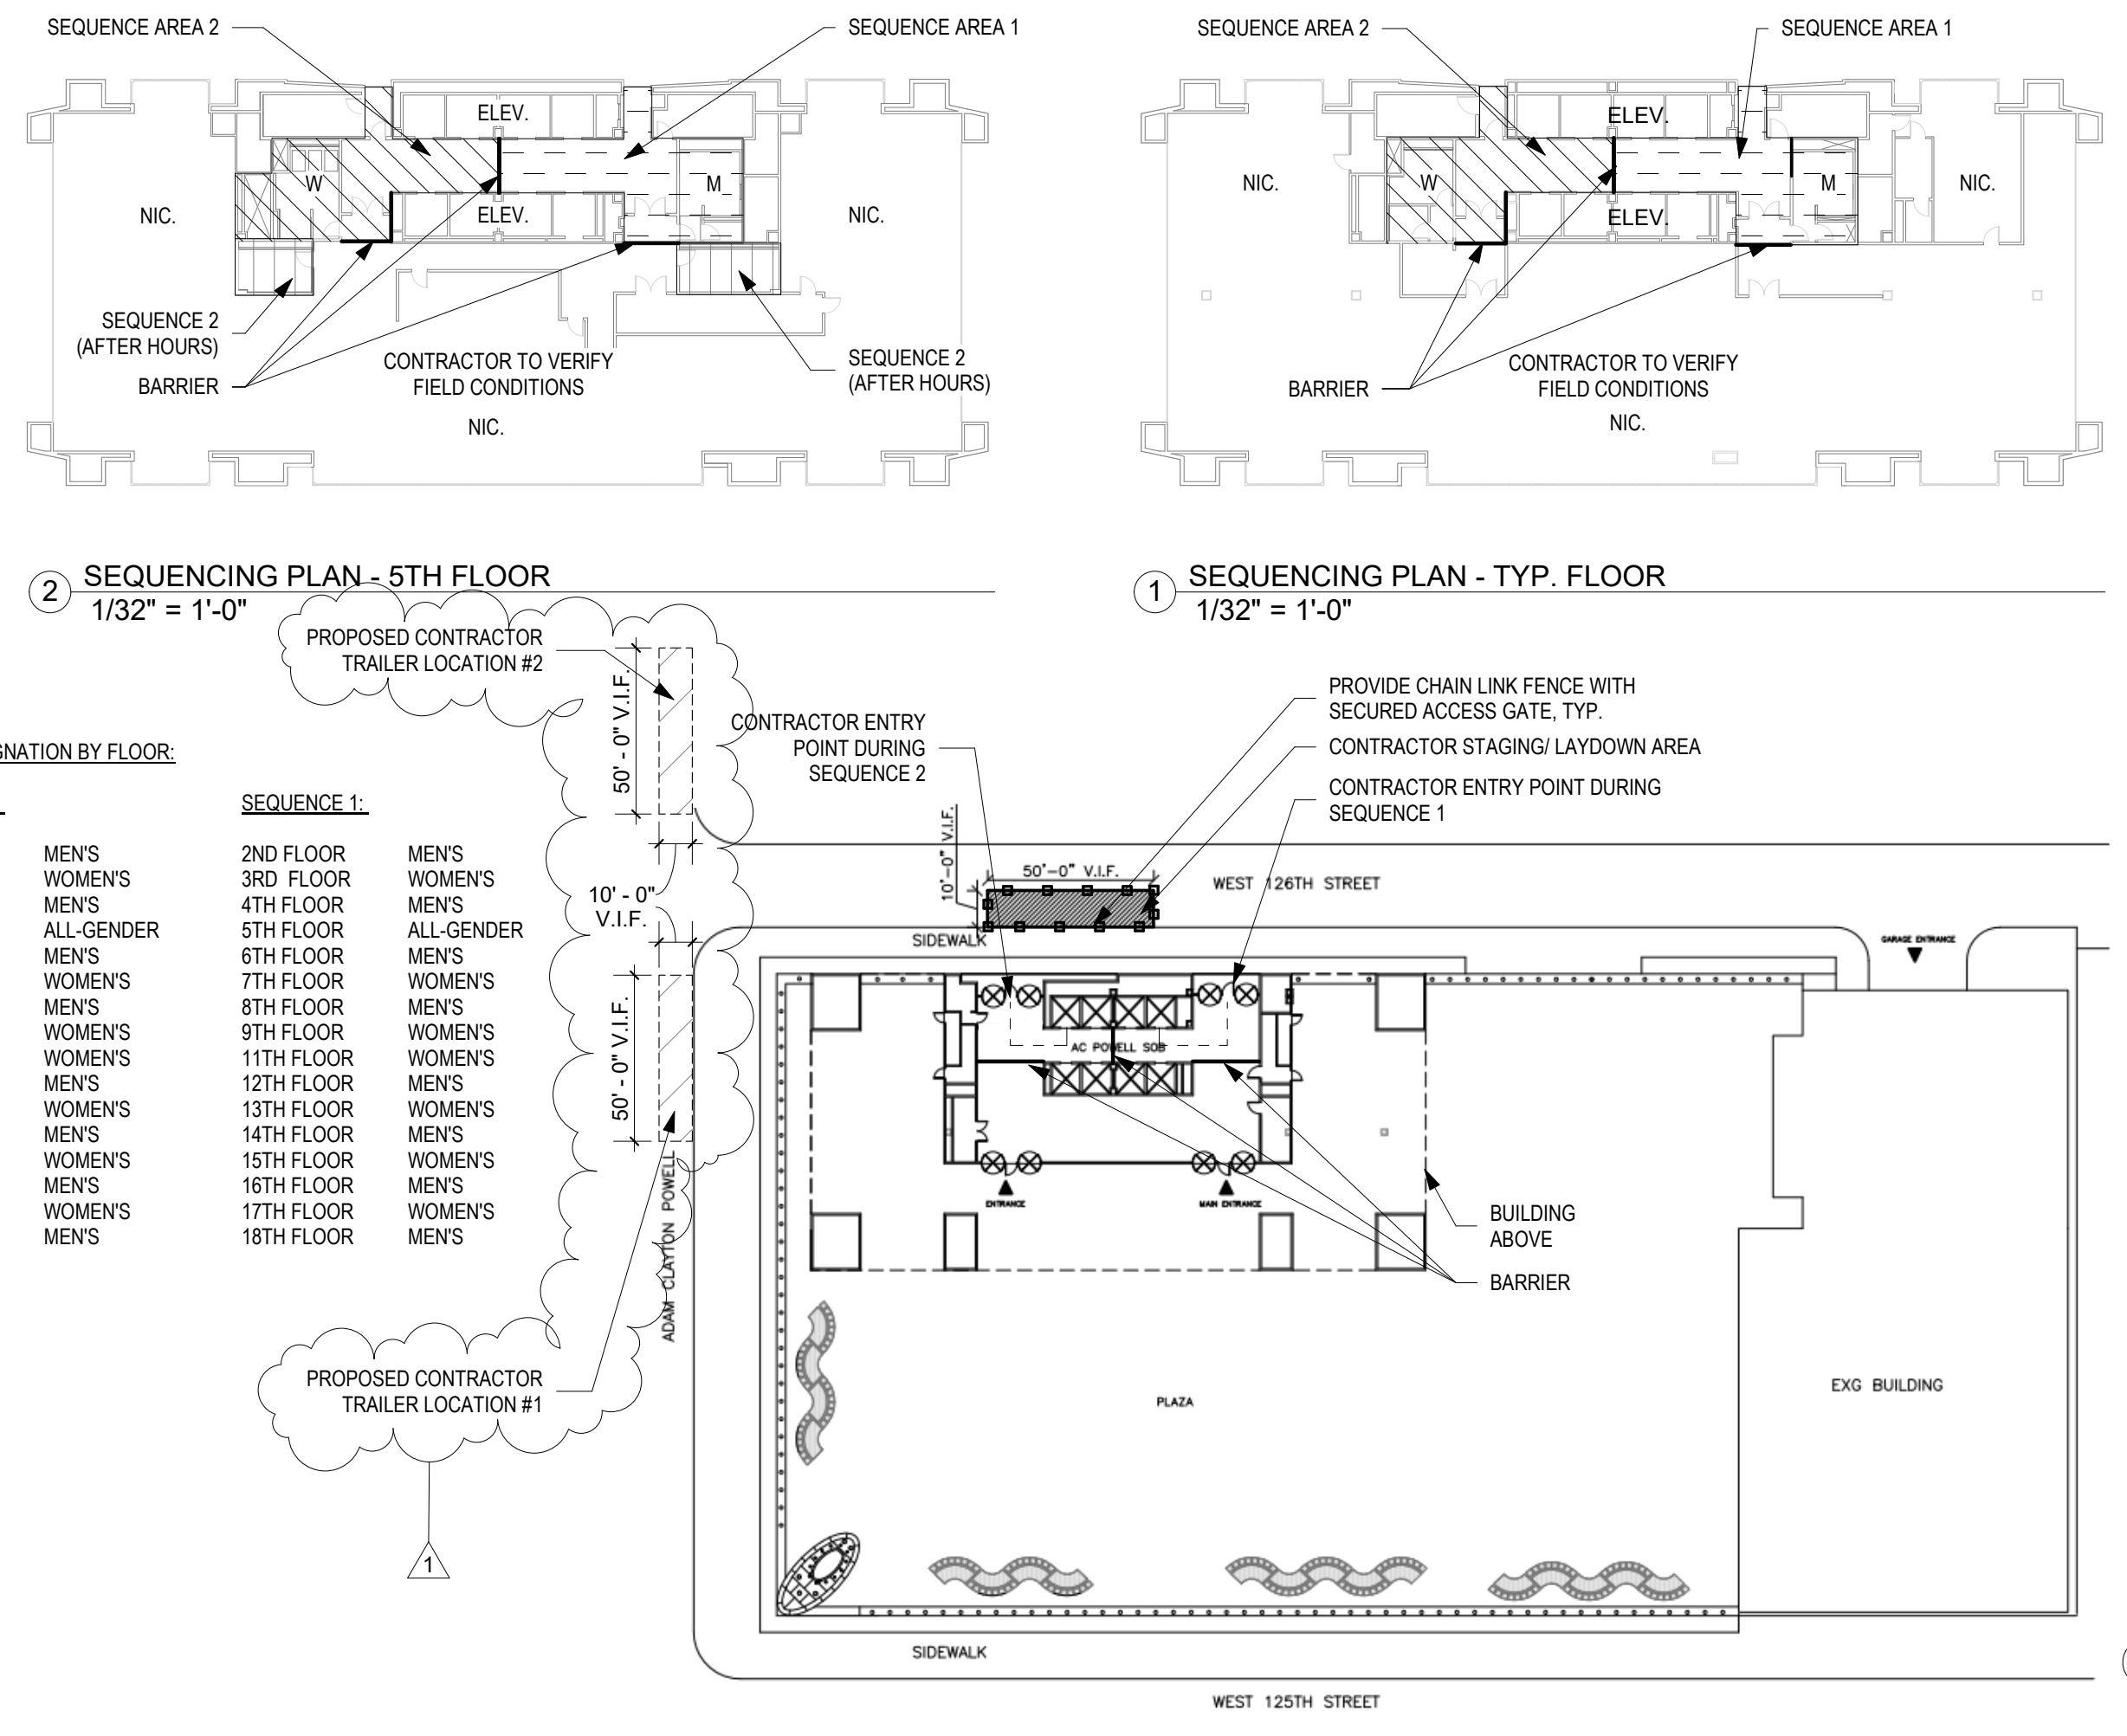 SEQUENCE AREA 2
SEQUENCE AREA 1
ELEV.
W
M
NIC.
ELEV.
NIC.
SEQUENCE 2
(AFTER HOURS)
BARRIER
CONTRACTOR TO VERIFY
FIELD CONDITIONS
NIC.
SEQUENCE 2
(AFTER HOURS)
SEQUENCE AREA 2
SEQUENCE AREA 1
ELEV.
NIC.
W
M
NIC.
ELEV.
BARRIER
CONTRACTOR TO VERIFY
FIELD CONDITIONS
NIC.
2
SEQUENCING PLAN - 5TH FLOOR
1/32" = 1'-0"
1
SEQUENCING PLAN - TYP. FLOOR
1/32" = 1'-0"
PROPOSED CONTRACTOR
TRAILER LOCATION #2
50' - 0" V.I.F.
10' - 0"
V.I.F.
50' - 0" V.I.F.
ADAM CLAYTON POWELL
PROPOSED CONTRACTOR
TRAILER LOCATION #1
1
GNATION BY FLOOR:
SEQUENCE 1:
MEN'S 2ND FLOOR MEN'S
WOMEN'S 3RD FLOOR WOMEN'S
MEN'S 4TH FLOOR MEN'S
ALL-GENDER 5TH FLOOR ALL-GENDER
MEN'S 6TH FLOOR MEN'S
WOMEN'S 7TH FLOOR WOMEN'S
MEN'S 8TH FLOOR MEN'S
WOMEN'S 9TH FLOOR WOMEN'S
WOMEN'S 11TH FLOOR WOMEN'S
MEN'S 12TH FLOOR MEN'S
WOMEN'S 13TH FLOOR WOMEN'S
MEN'S 14TH FLOOR MEN'S
WOMEN'S 15TH FLOOR WOMEN'S
MEN'S 16TH FLOOR MEN'S
WOMEN'S 17TH FLOOR WOMEN'S
MEN'S 18TH FLOOR MEN'S
CONTRACTOR ENTRY
POINT DURING
SEQUENCE 2
PROVIDE CHAIN LINK FENCE WITH
SECURED ACCESS GATE, TYP.
CONTRACTOR STAGING/ LAYDOWN AREA
CONTRACTOR ENTRY POINT DURING
SEQUENCE 1
10'-0" V.I.F.
50'-0" V.I.F.
WEST 126TH STREET
SIDEWALK
GARAGE ENTRANCE
AC POWELL SOB
ENTRANCE
MAIN ENTRANCE
BUILDING
ABOVE
BARRIER
PLAZA
EXG BUILDING
SIDEWALK
WEST 125TH STREET